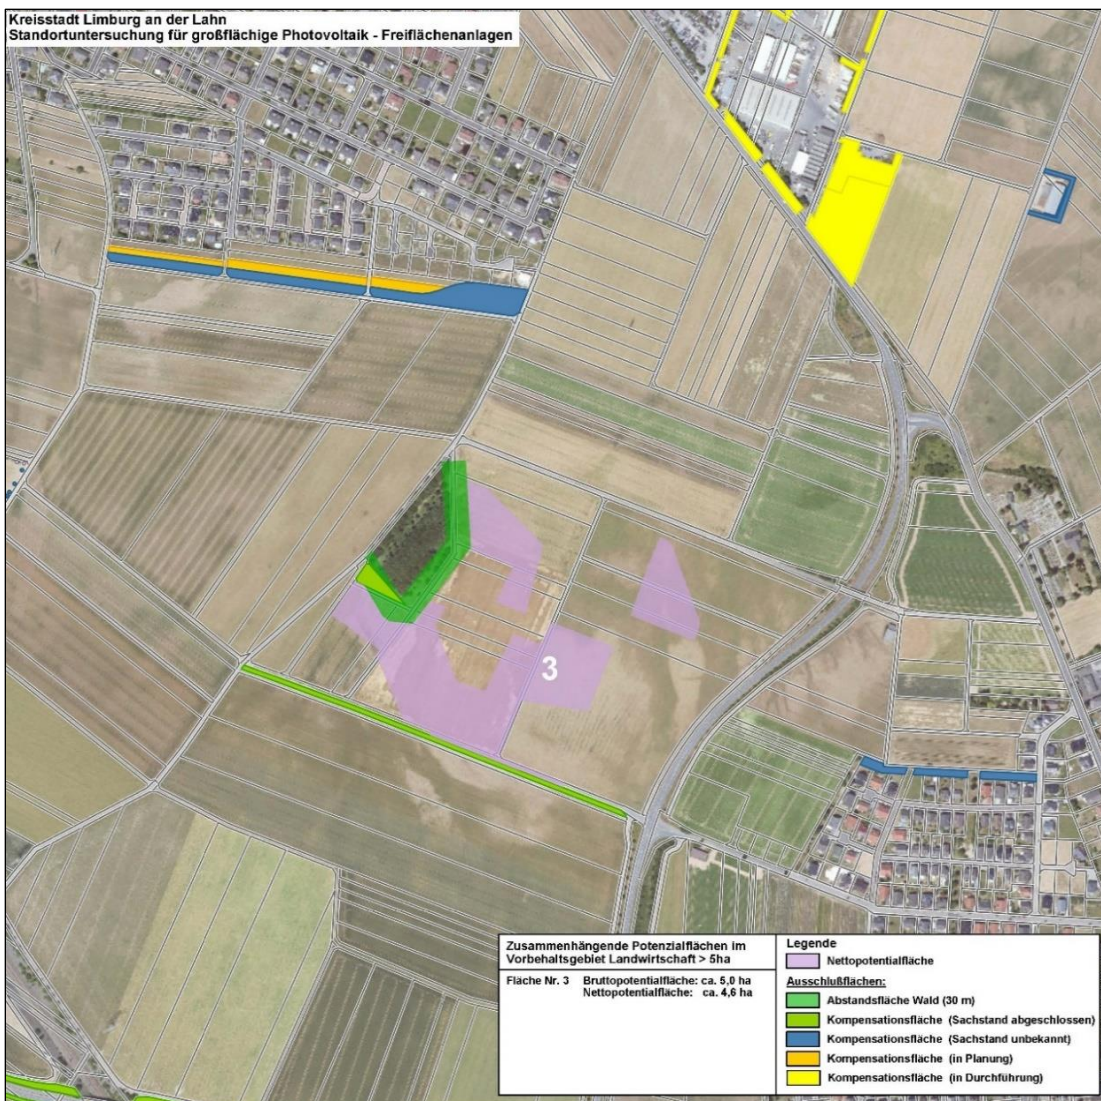 Kreisstadt Limburg an der Lahn
Standortuntersuchung für großflächige Photovoltaik - Freiflächenanlagen
3
Zusammenhängende Potenzialflächen im
Vorbehaltsgebiet Landwirtschaft > 5ha
Fläche Nr. 3 Bruttopotentialfläche: ca. 5,0 ha
Nettopotentialfläche: ca. 4,6 ha
Legende
Nettopotentialfläche
Ausschlußflächen:
Abstandsfläche Wald (30 m)
Kompensationsfläche (Sachstand abgeschlossen)
Kompensationsfläche (Sachstand unbekannt)
Kompensationsfläche (in Planung)
Kompensationsfläche (in Durchführung)